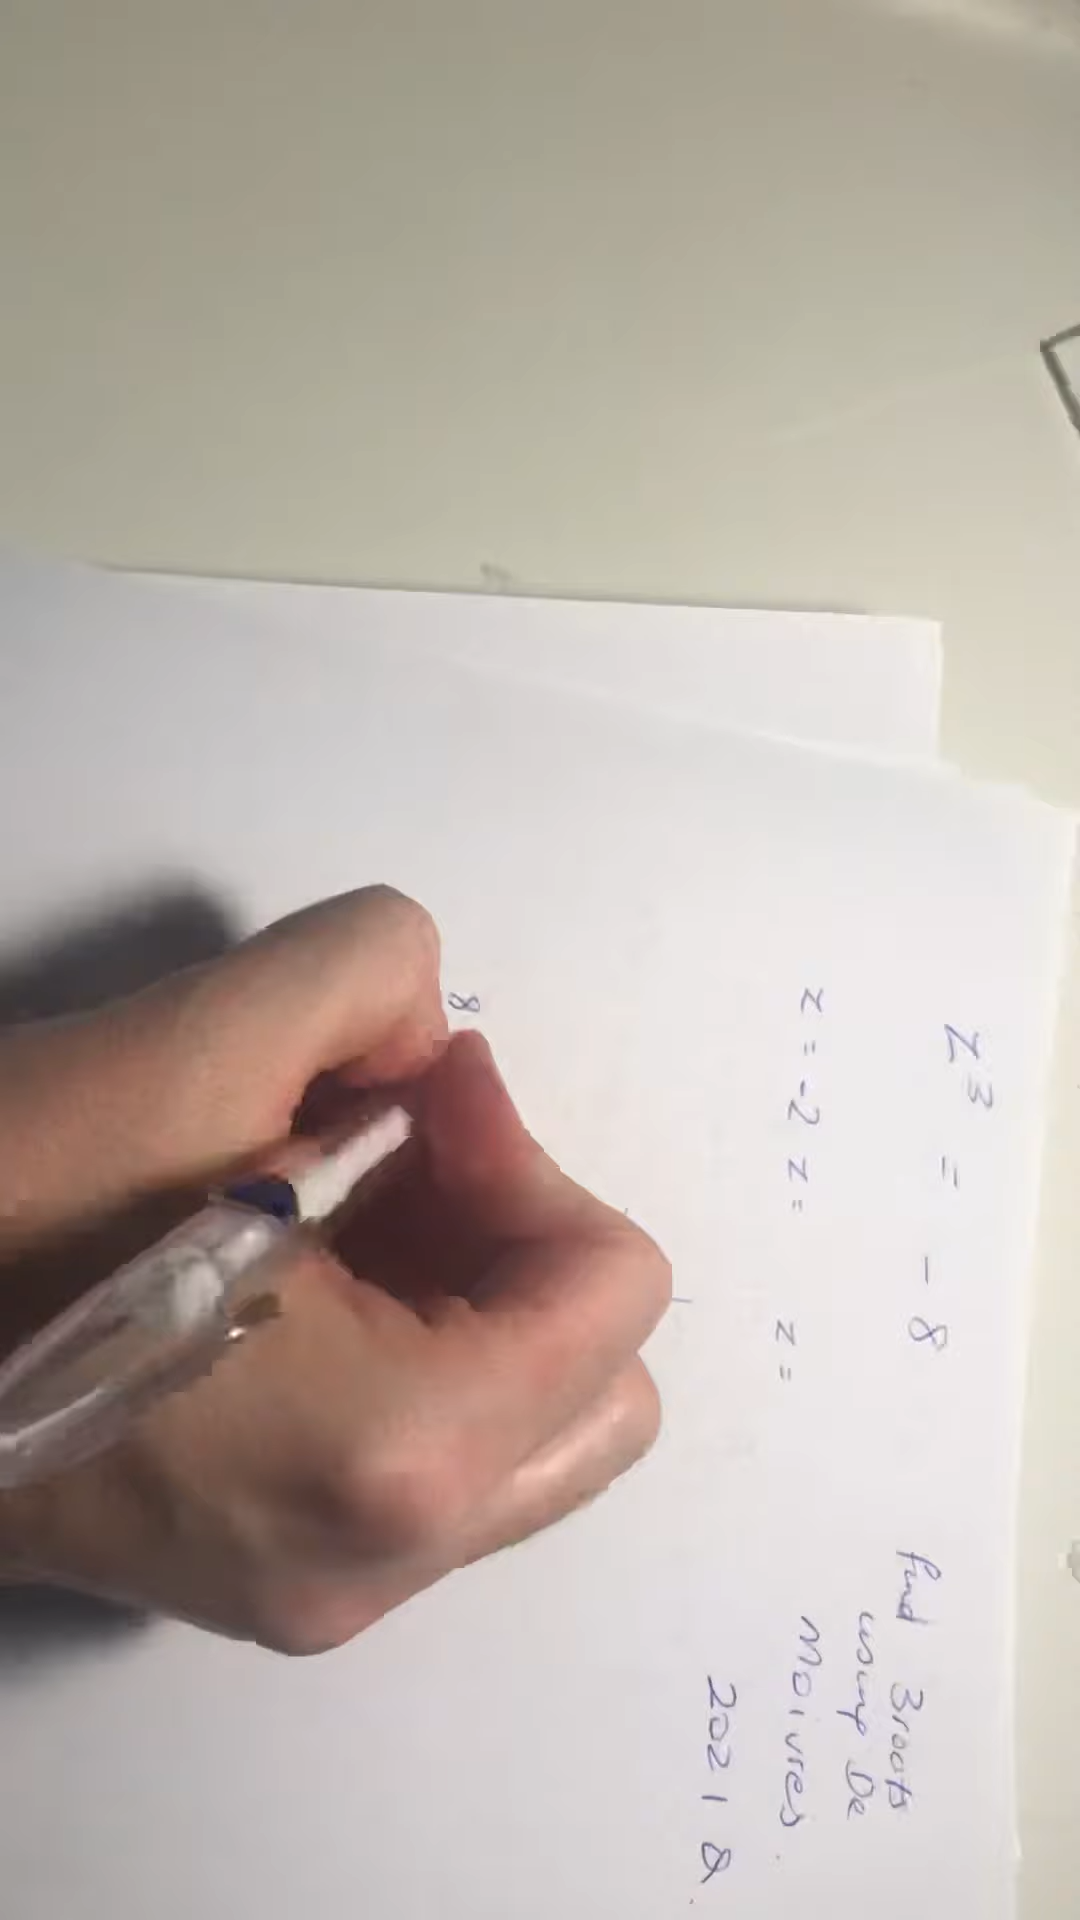 z³ = - 8
find 3 roots
using De
Moivres.
z = -2 z = z =
2021 Q.
8